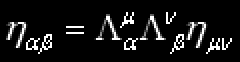 η_{αβ} = Λ^μ_α Λ^ν_β η_{μν}